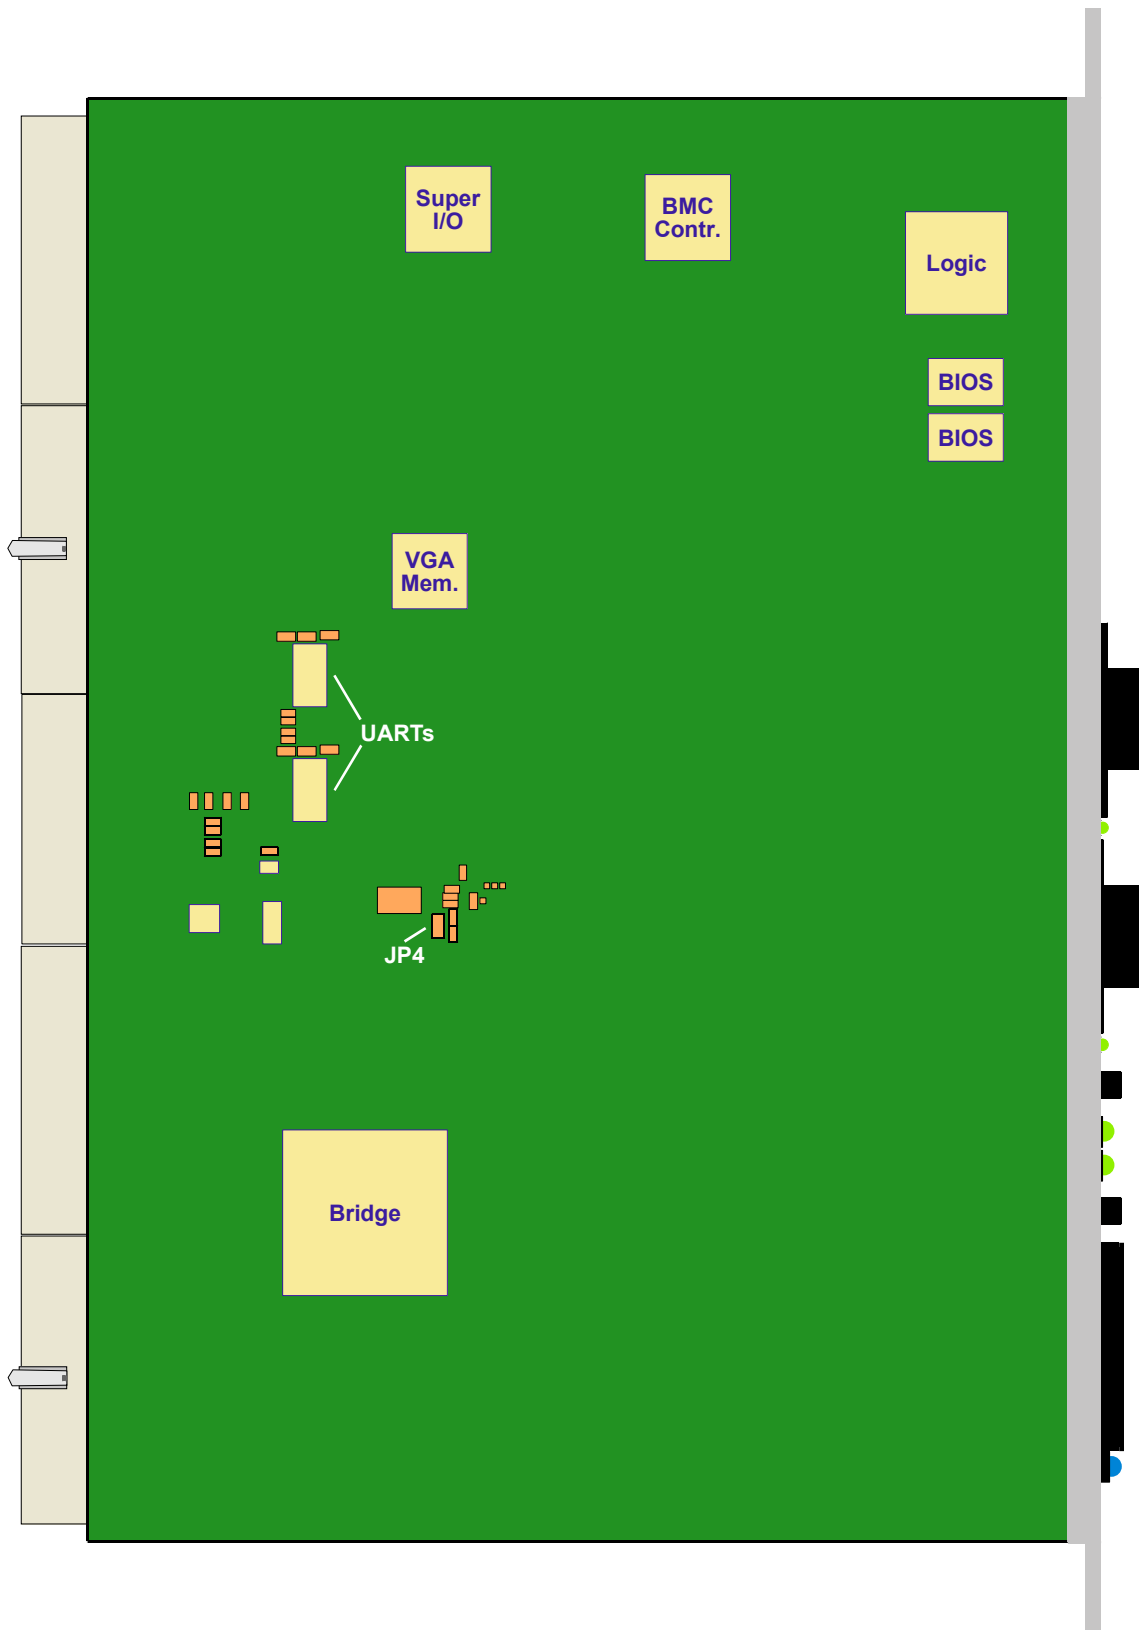 Super
I/O
BMC
Contr.
Logic
BIOS
BIOS
VGA
Mem.
UARTs
JP4
Bridge